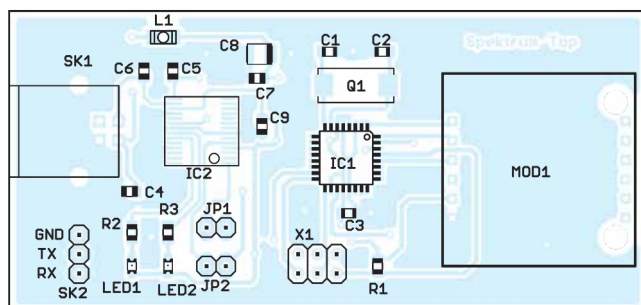 L1
C8
C1
C2
Spektrum-Top
SK1
C6
C5
C7
Q1
C9
IC1
MOD1
IC2
C4
R2
R3
JP1
C3
X1
GND
TX
RX
SK2
LED1
LED2
JP2
R1